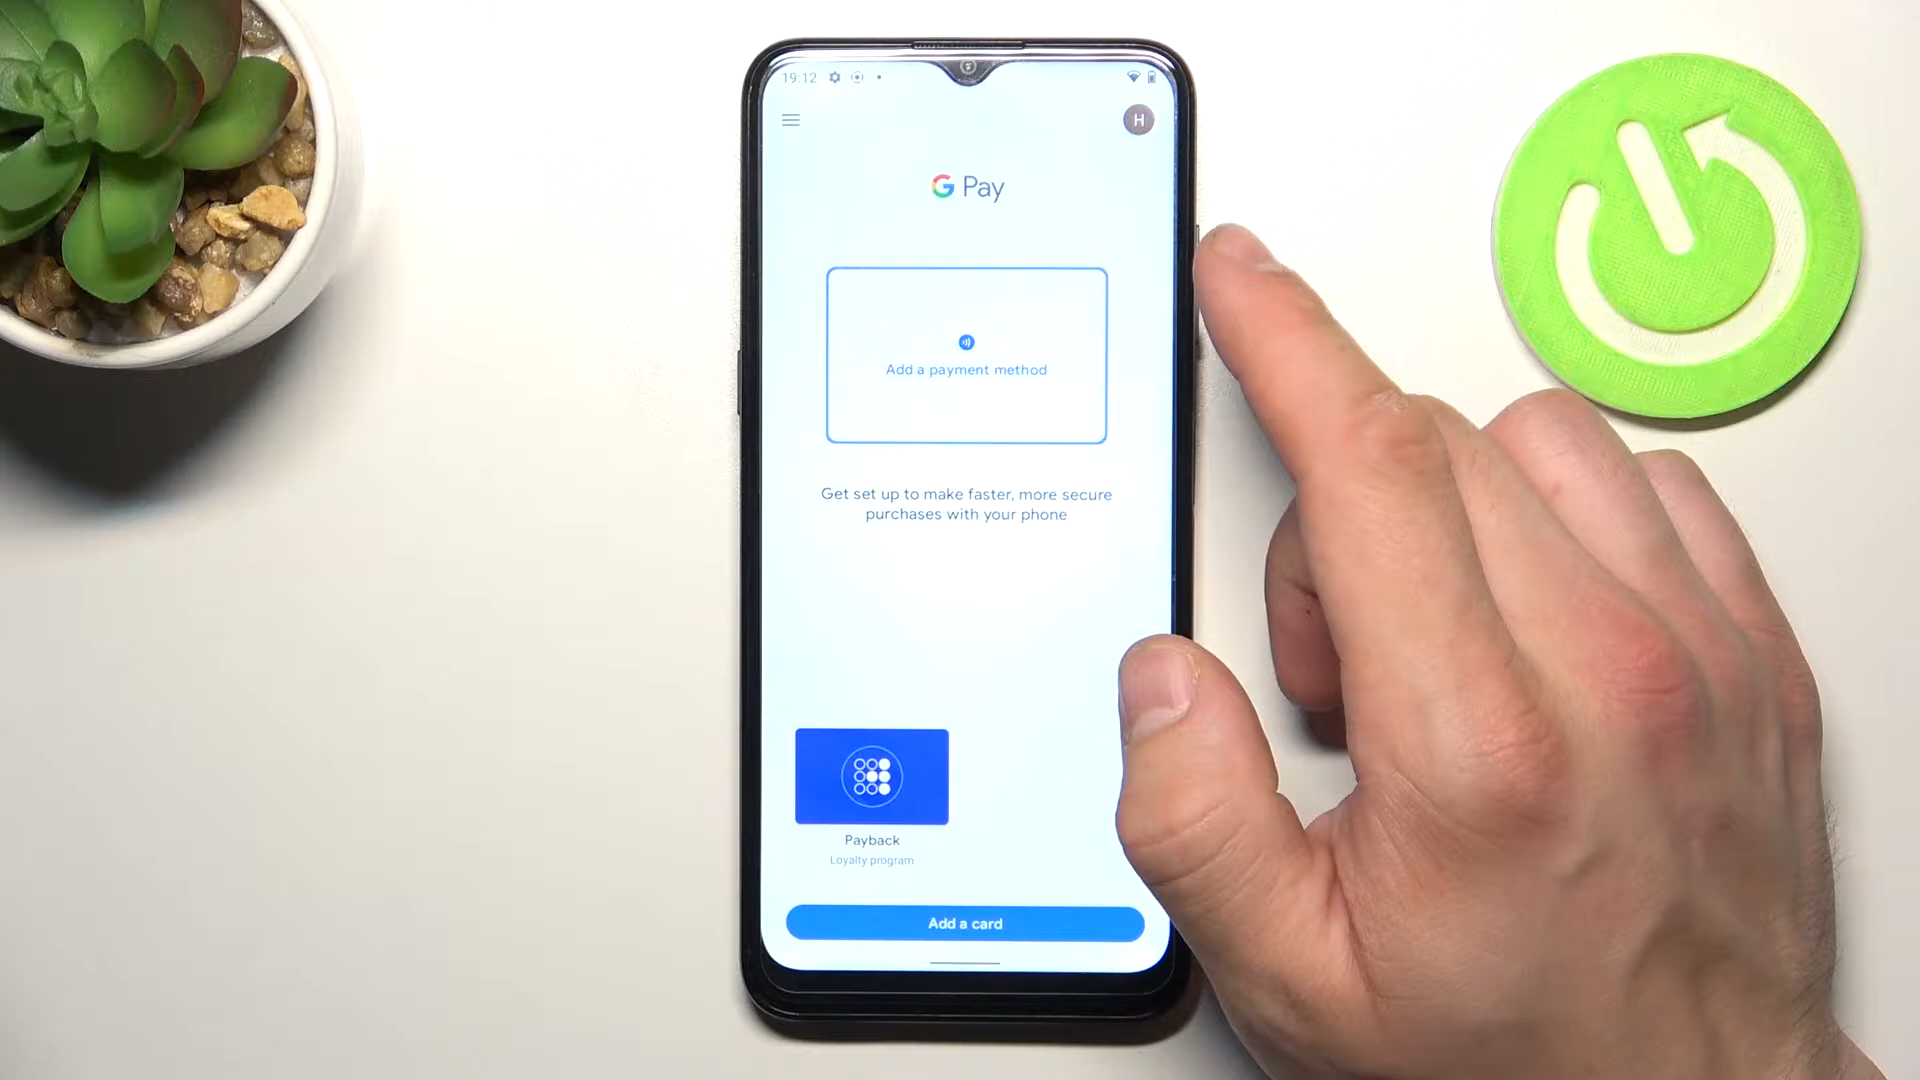 19:12
H
G Pay
Add a payment method
Get set up to make faster, more secure
purchases with your phone
Payback
Loyalty program
Add a card